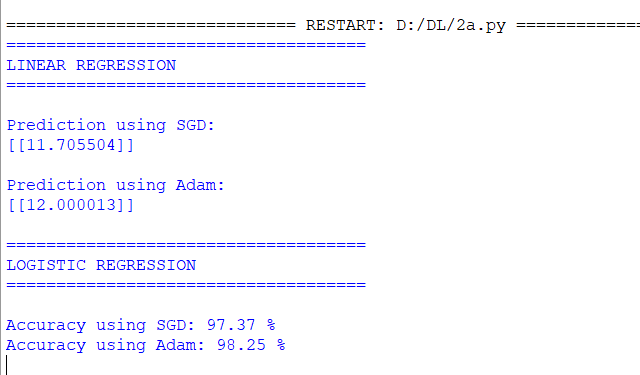 ============================= RESTART: D:/DL/2a.py =============
====================================
LINEAR REGRESSION
====================================
Prediction using SGD:
[[11.705504]]
Prediction using Adam:
[[12.000013]]
====================================
LOGISTIC REGRESSION
====================================
Accuracy using SGD: 97.37 %
Accuracy using Adam: 98.25 %